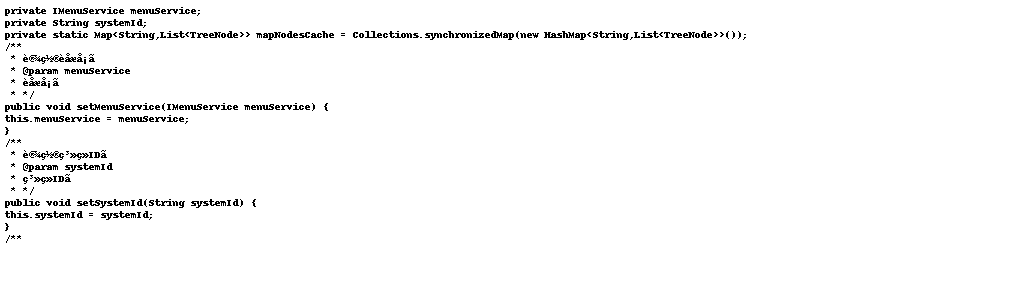 private IMenuService menuService;
private String systemId;
private static Map<String,List<TreeNode>> mapNodesCache = Collections.synchronizedMap(new HashMap<String,List<TreeNode>>());
/**
* è®¾ç½®èåæå¡ã
* @param menuService
* èåæå¡ã
* */
public void setMenuService(IMenuService menuService) {
this.menuService = menuService;
}
/**
* è®¾ç½®ç³»ç»IDã
* @param systemId
* ç³»ç»IDã
* */
public void setSystemId(String systemId) {
this.systemId = systemId;
}
/**